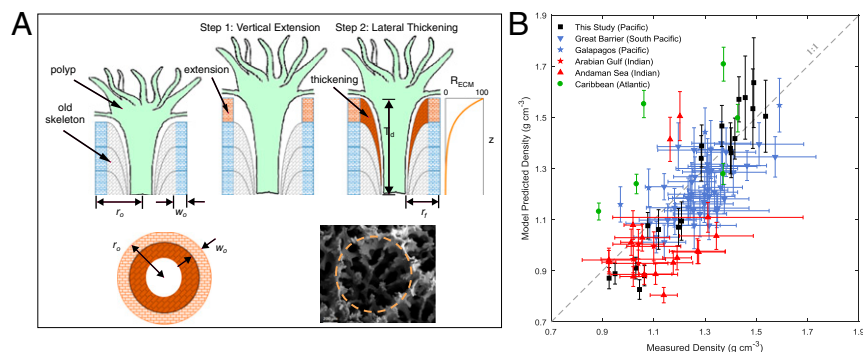 A
Step 1: Vertical Extension
Step 2: Lateral Thickening
polyp
extension
thickening
old
skeleton
R_ECM
0
100
T_d
z
r_o
w_o
r_t
r_o
w_o
B
1.9
1.7
1.5
1.3
1.1
0.9
0.7
Model Predicted Density (g cm⁻³)
This Study (Pacific)
Great Barrier (South Pacific)
Galapagos (Pacific)
Arabian Gulf (Indian)
Andaman Sea (Indian)
Caribbean (Atlantic)
1:1
0.7
0.9
1.1
1.3
1.5
1.7
1.9
Measured Density (g cm⁻³)